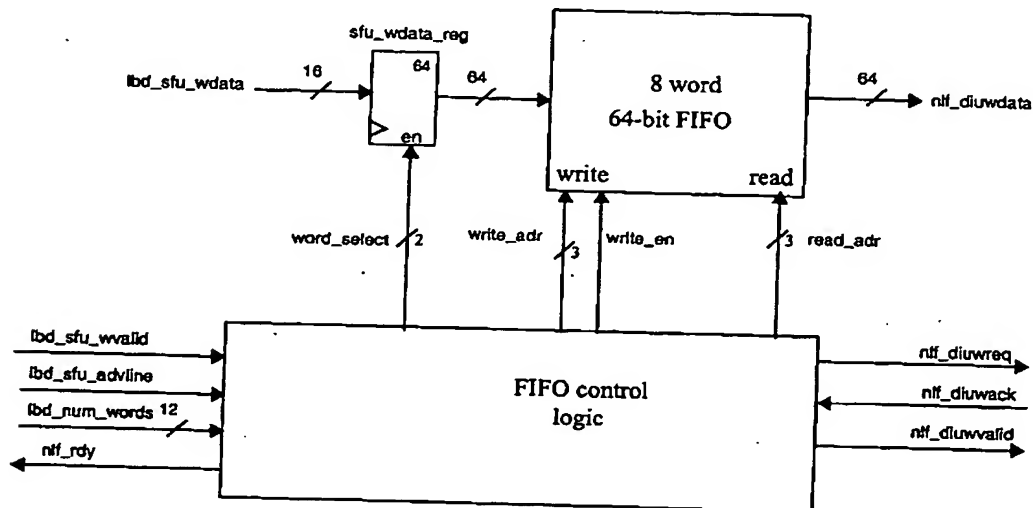 sfu_wdata_reg
lbd_sfu_wdata
16
64
en
64
8 word
64-bit FIFO
write
read
64
nlf_diuwdata
word_select
2
write_adr
3
write_en
3
read_adr
lbd_sfu_wvalid
lbd_sfu_advline
lbd_num_words
12
nlf_rdy
FIFO control
logic
nlf_diuwreq
nlf_diuwack
nlf_diuwvalid